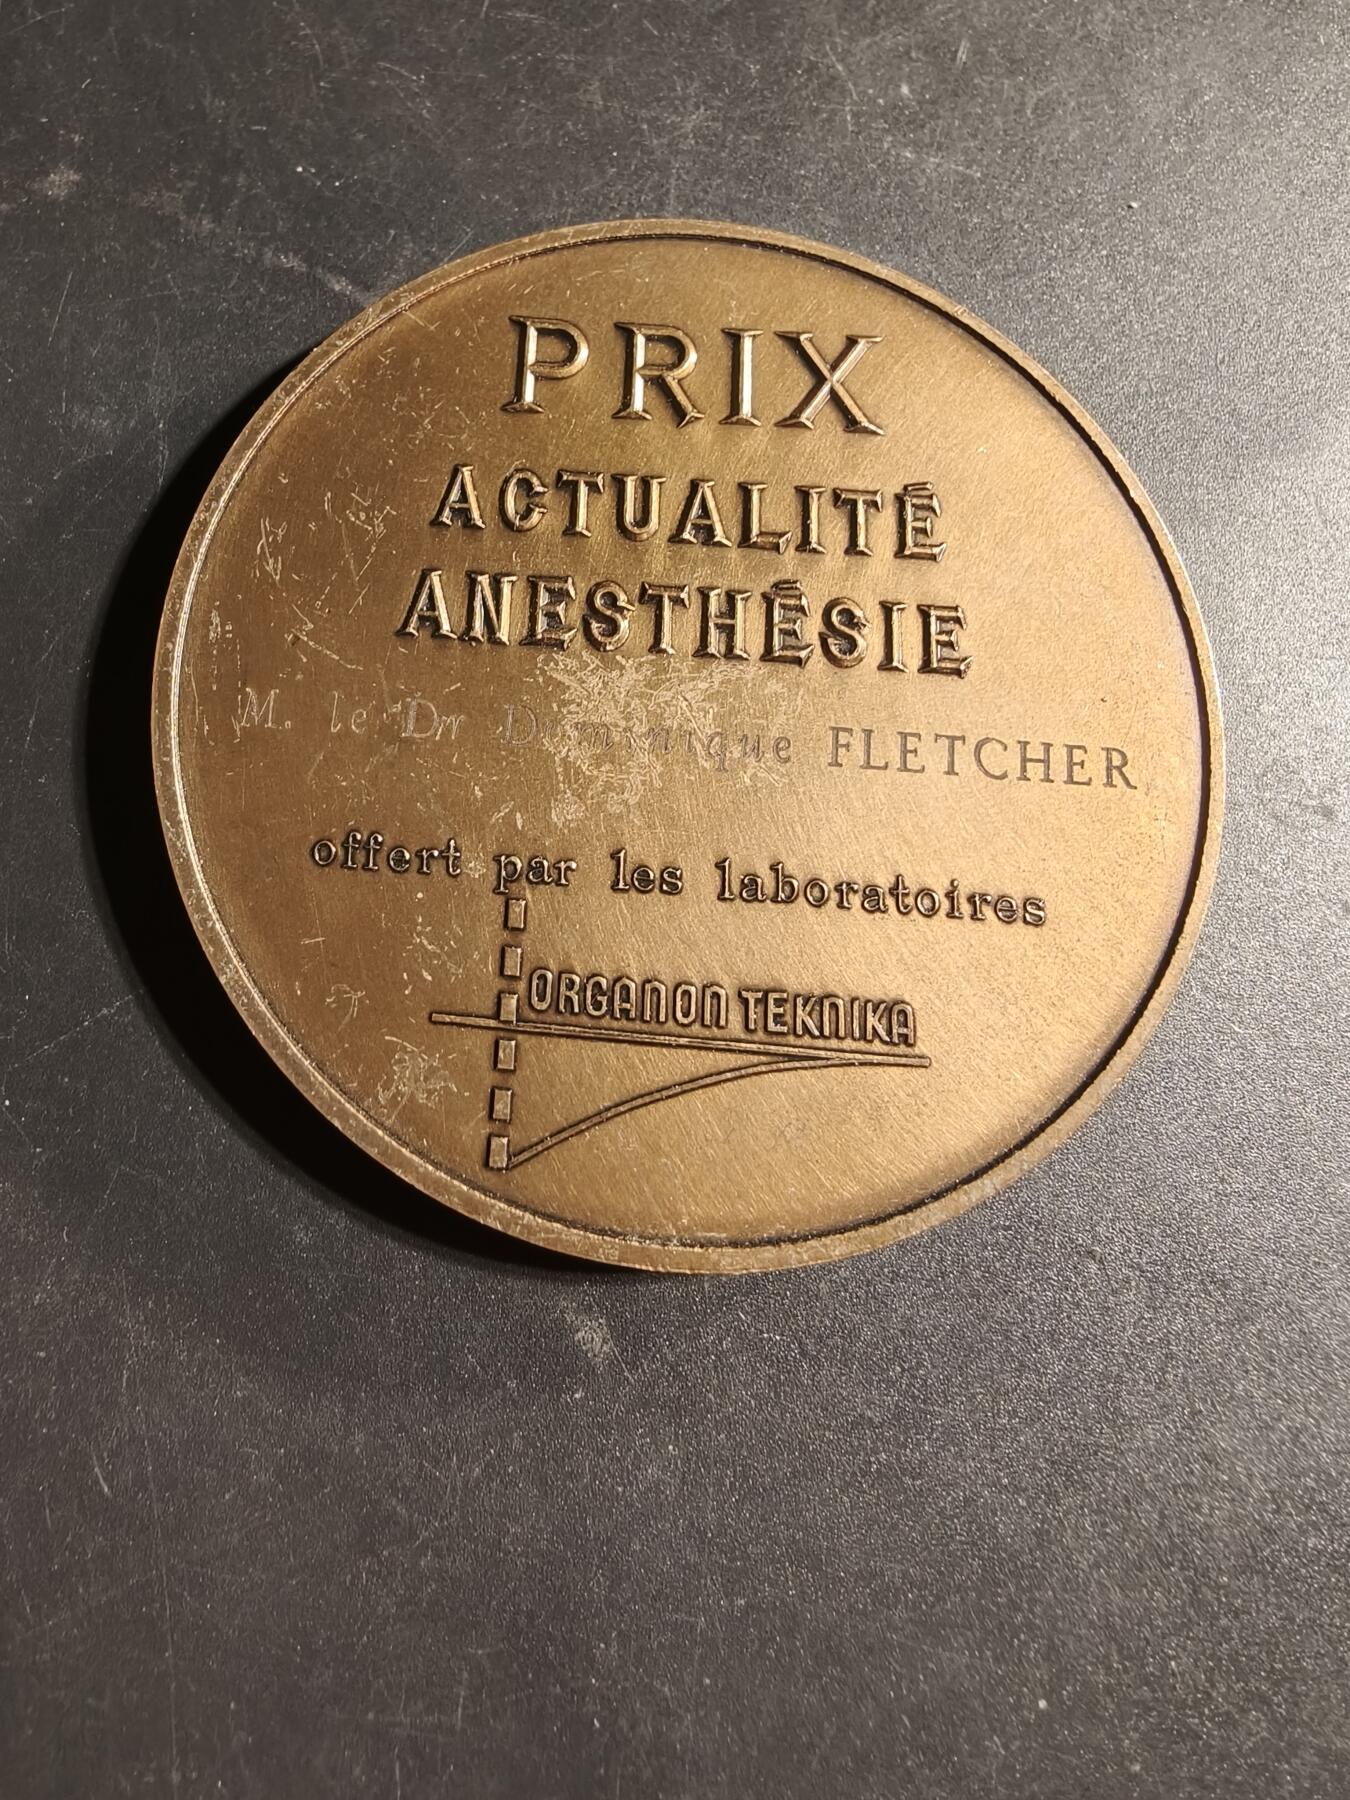 PRIX
ACTUALITÉ
ANESTHÉSIE
M. le Dr Dominique FLETCHER
offert par les laboratoires
ORGANON TEKNIKA